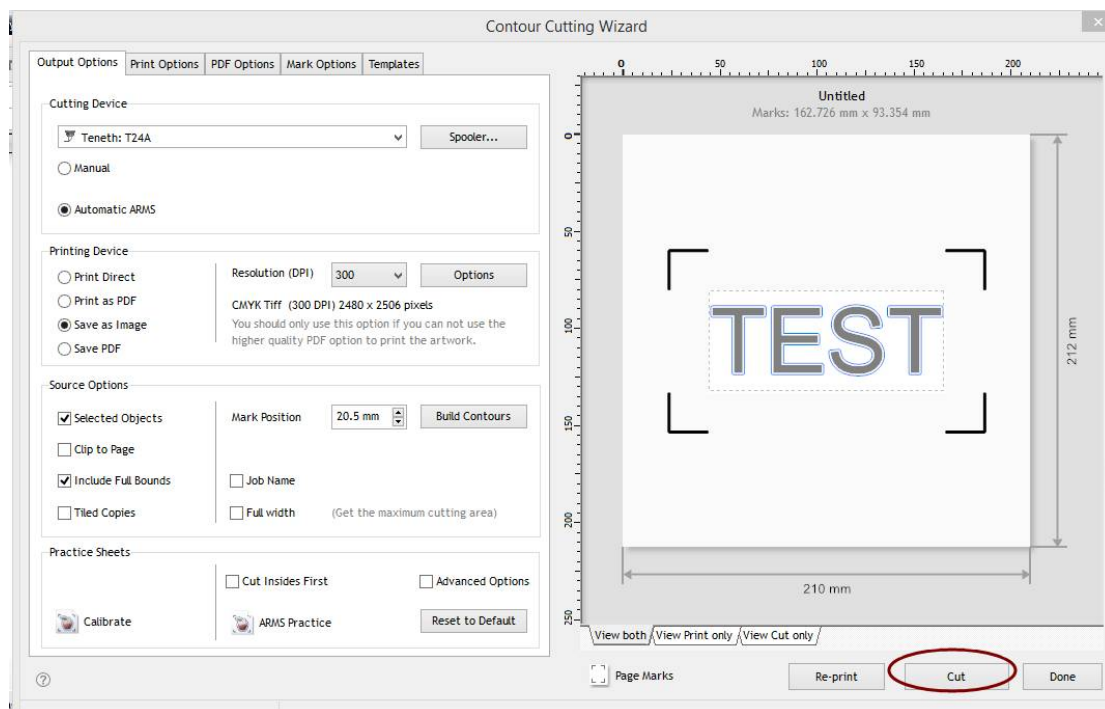 Contour Cutting Wizard
Output Options Print Options PDF Options Mark Options Templates
Cutting Device
Teneth: T24A
Spooler...
Manual
Automatic ARMS
Printing Device
Print Direct
Resolution (DPI) 300 Options
Print as PDF
CMYK Tiff (300 DPI) 2480 x 2506 pixels
Save as Image
You should only use this option if you can not use the
higher quality PDF option to print the artwork.
Save PDF
Source Options
Selected Objects
Mark Position 20.5 mm Build Contours
Clip to Page
Include Full Bounds
Job Name
Tiled Copies
Full width (Get the maximum cutting area)
Practice Sheets
Cut Insides First
Advanced Options
Calibrate
ARMS Practice
Reset to Default
0 50 100 150 200
Untitled
Marks: 162.726 mm x 93.354 mm
0
50
100
150
200
250
TEST
212 mm
210 mm
View both View Print only View Cut only
Page Marks
Re-print
Cut
Done